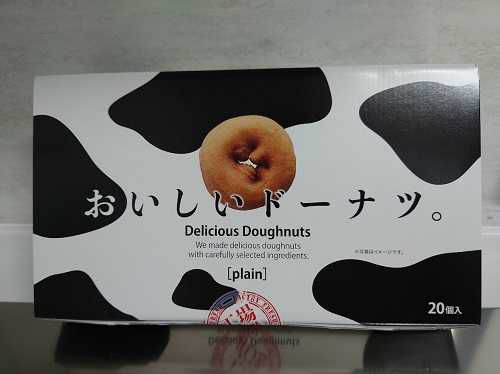 おいしいドーナツ。
Delicious Doughnuts
We made delicious doughnuts
with carefully selected ingredients.
※写真はイメージです。
[plain]
20個入